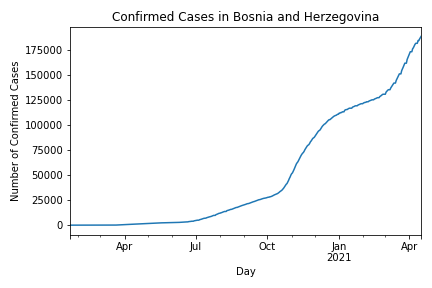 Confirmed Cases in Bosnia and Herzegovina
Number of Confirmed Cases
175000
150000
125000
100000
75000
50000
25000
0
Apr
Jul
Oct
Jan
2021
Apr
Day